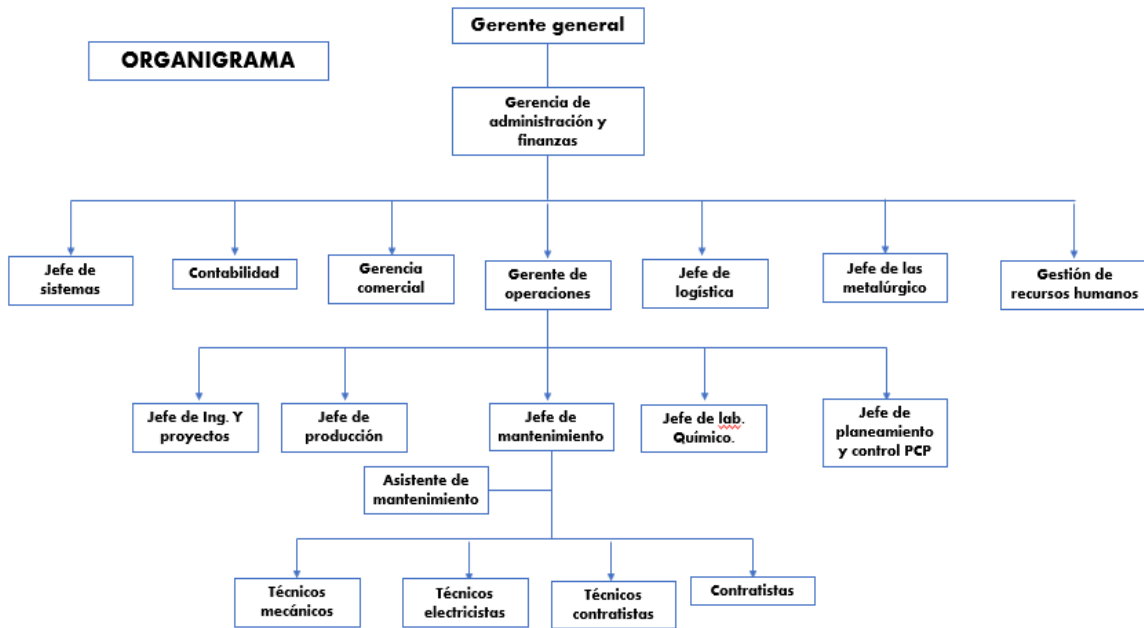 Gerente general
ORGANIGRAMA
Gerencia de
administración y
finanzas
Jefe de
sistemas
Contabilidad
Gerencia
comercial
Gerente de
operaciones
Jefe de
logística
Jefe de las
metalúrgico
Gestión de
recursos humanos
Jefe de Ing. Y
proyectos
Jefe de
producción
Jefe de
mantenimiento
Jefe de lab.
Químico.
Jefe de
planeamiento
y control PCP
Asistente de
mantenimiento
Técnicos
mecánicos
Técnicos
electricistas
Técnicos
contratistas
Contratistas